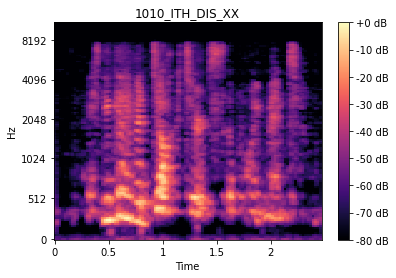 1010_ITH_DIS_XX
+0 dB
8192
-10 dB
4096
-20 dB
-30 dB
2048
-40 dB
Hz
1024
-50 dB
512
-60 dB
-70 dB
0
-80 dB
0 0.5 1 1.5 2
Time